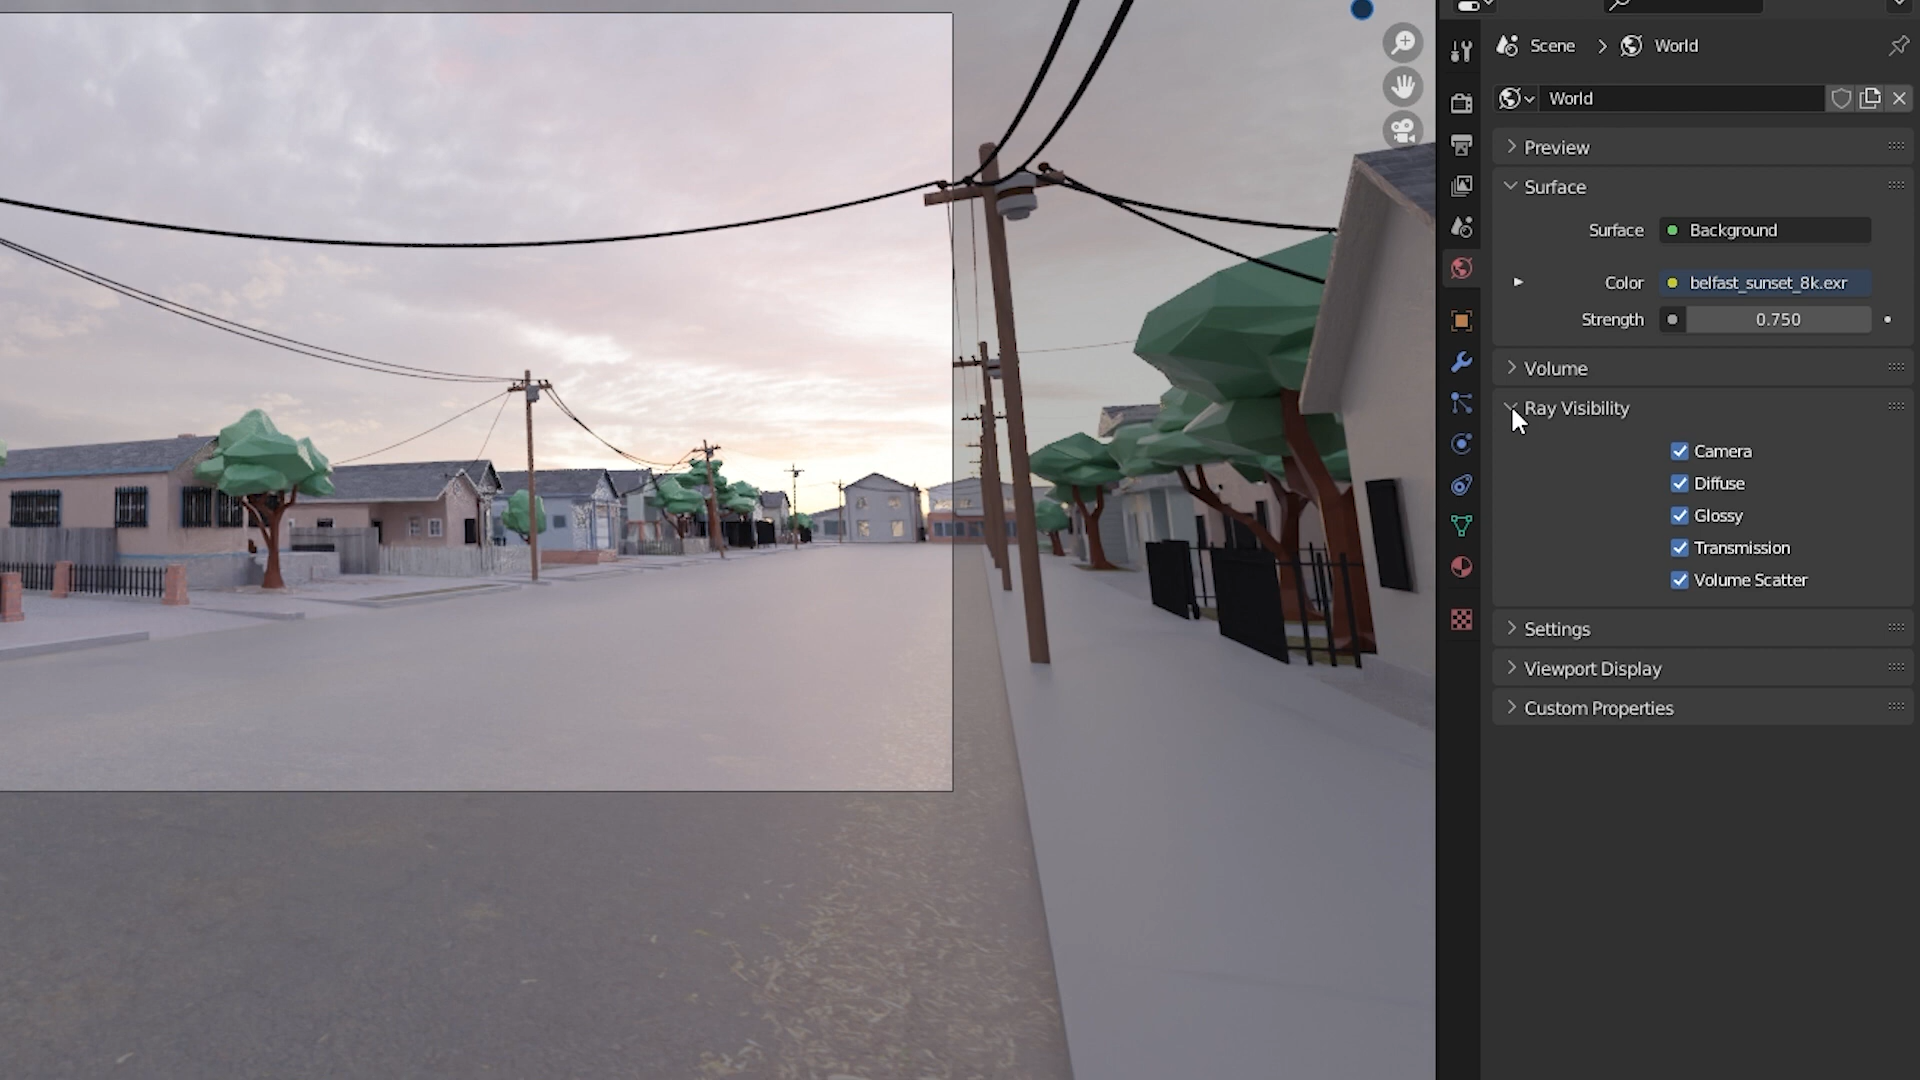 Scene > World
World
Preview
Surface
Surface Background
Color belfast_sunset_8k.exr
Strength 0.750
Volume
Ray Visibility
Camera
Diffuse
Glossy
Transmission
Volume Scatter
Settings
Viewport Display
Custom Properties